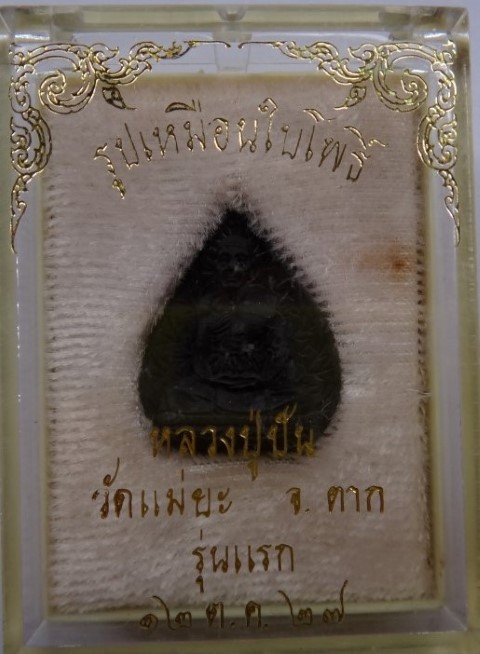 รูปเหมือนใบโพธิ์
หลวงปู่ปั๋น
วัดแม่ยะ จ. ตาก
รุ่นแรก
๑๒ ต.ค. ๒๗